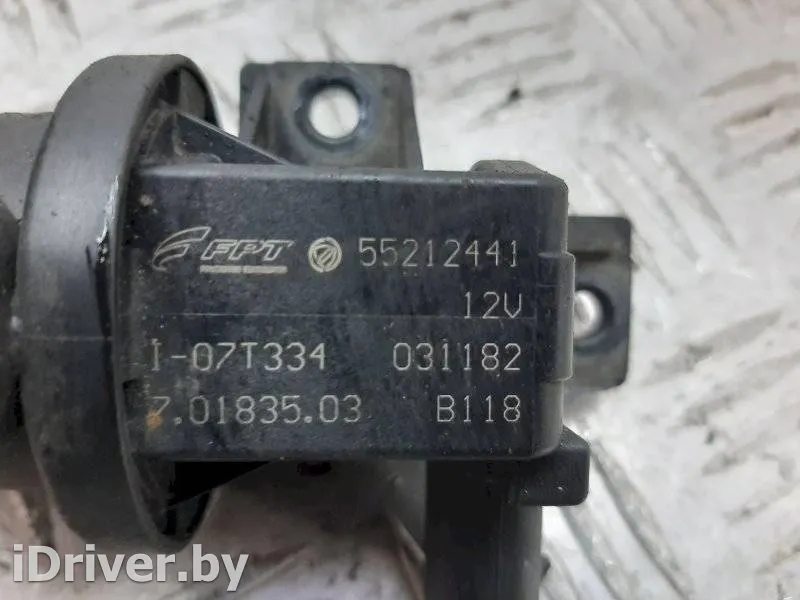 FPT 55212441
12V
I-07T334 031182
7.01835.03 B118
iDriver.by